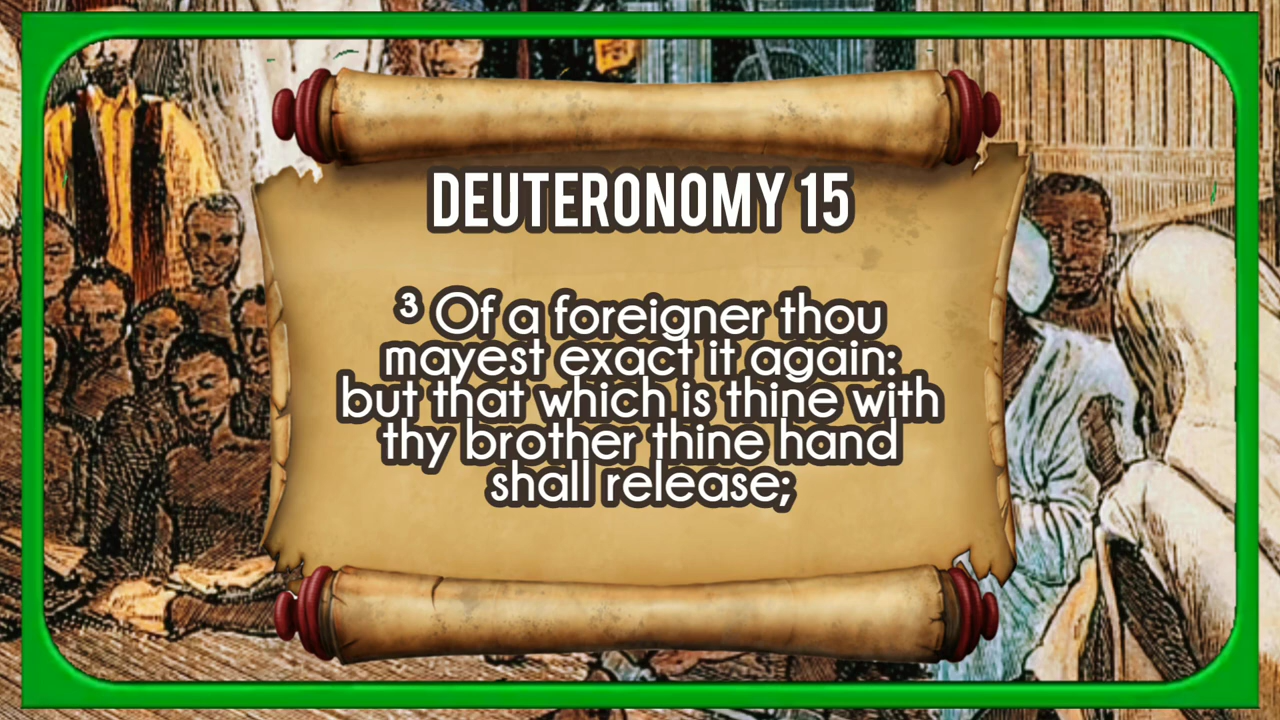 DEUTERONOMY 15
³ Of a foreigner thou
mayest exact it again:
but that which is thine with
thy brother thine hand
shall release;